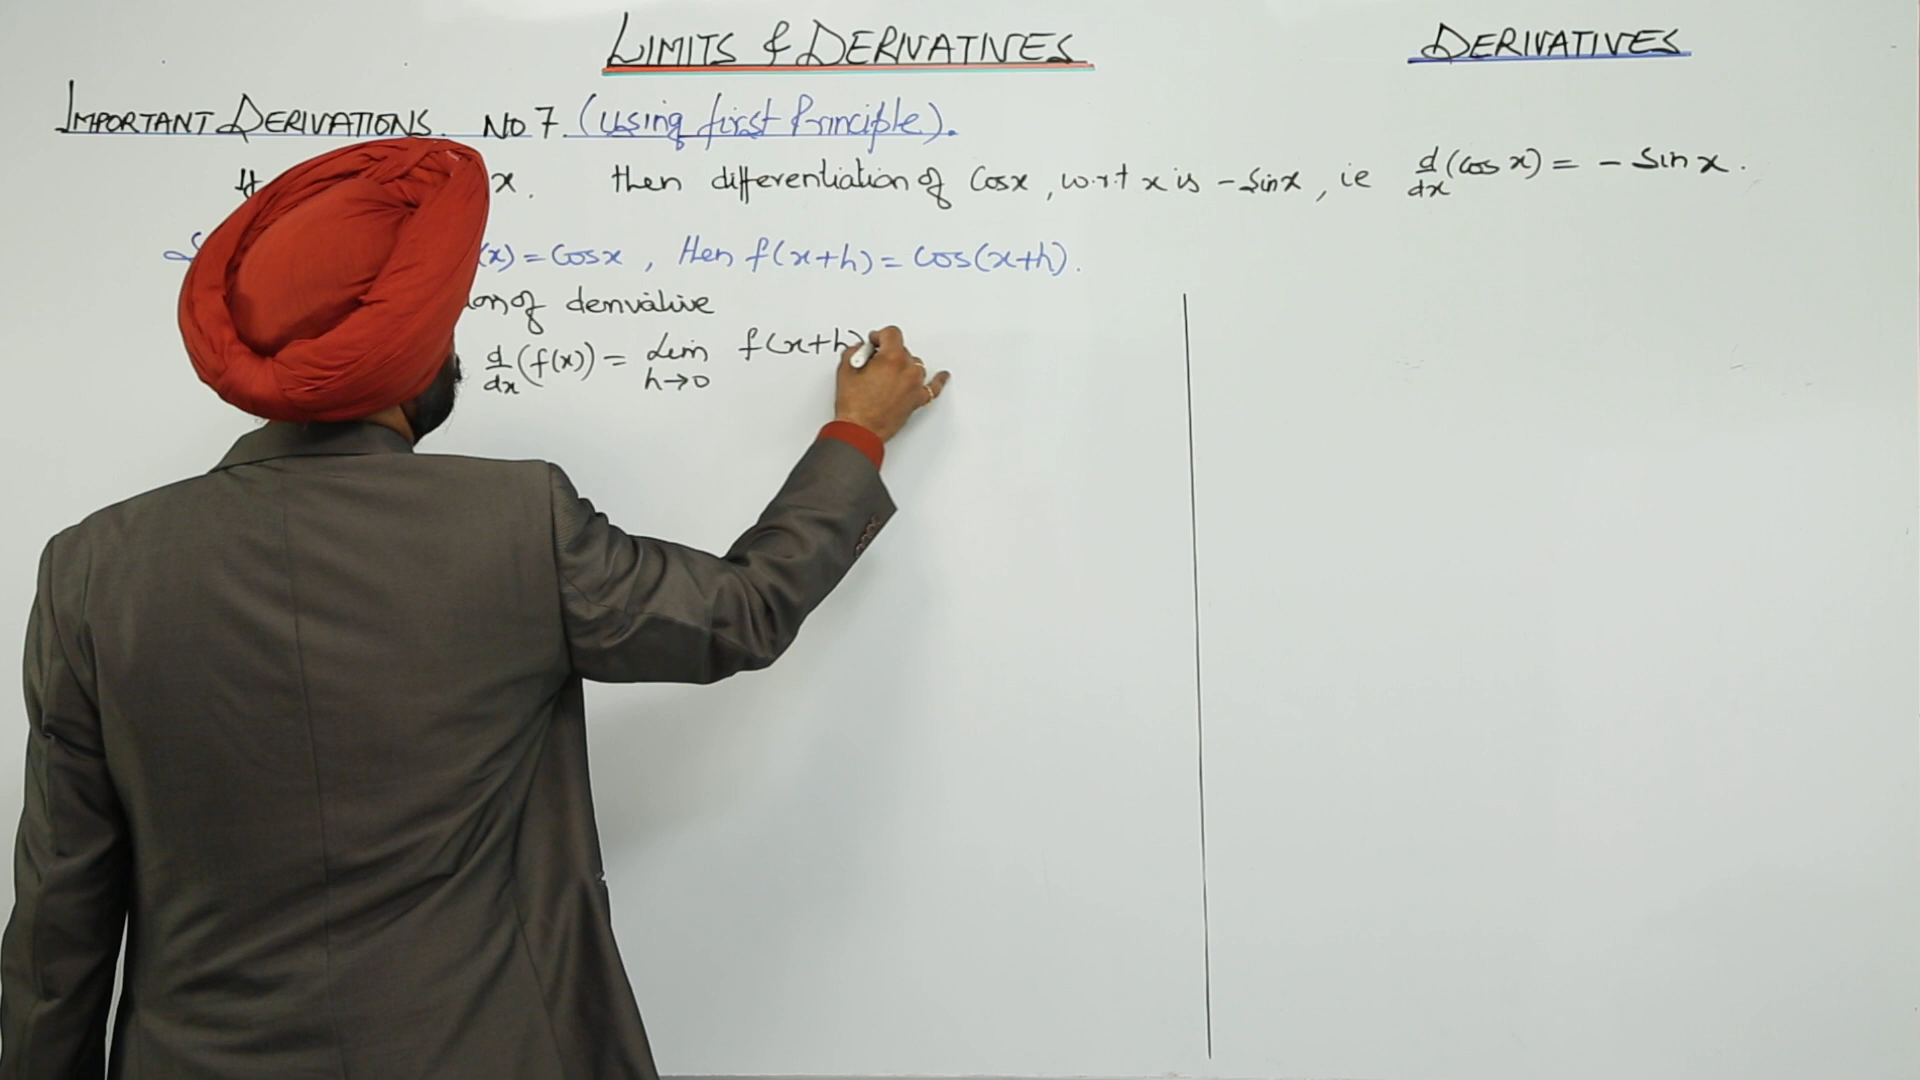 LIMITS & DERIVATIVES
DERIVATIVES
IMPORTANT DERIVATIONS. NO 7. (using first Principle).
x. then differentiation of Cosx, w.r.t x is - Sinx, ie d/dx (cos x) = - Sin x.
(x) = Cosx, then f(x+h) = Cos(x+h).
of derivative
d/dx (f(x)) = Lim h→0 f(x+h)